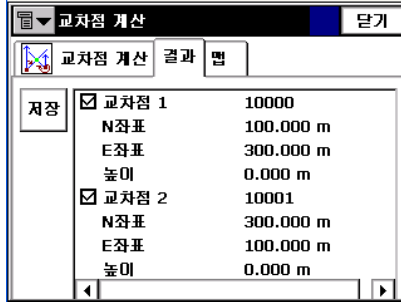 교차점 계산 닫기
교차점 계산 결과 맵
저장
교차점 1 10000
N좌표 100.000 m
E좌표 300.000 m
높이 0.000 m
교차점 2 10001
N좌표 300.000 m
E좌표 100.000 m
높이 0.000 m